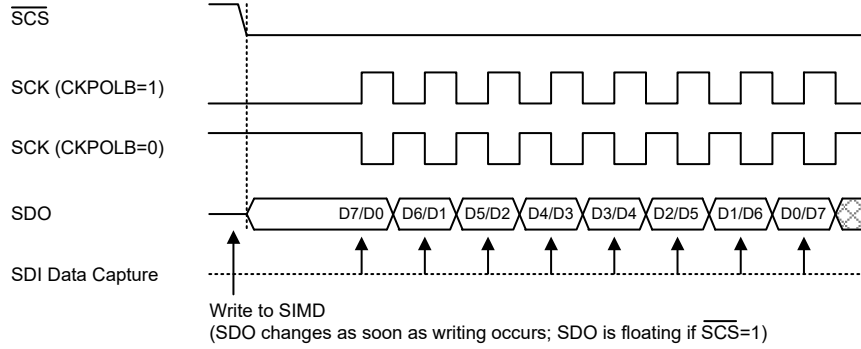 SCS
SCK (CKPOLB=1)
SCK (CKPOLB=0)
SDO D7/D0 D6/D1 D5/D2 D4/D3 D3/D4 D2/D5 D1/D6 D0/D7
SDI Data Capture
Write to SIMD
(SDO changes as soon as writing occurs; SDO is floating if SCS=1)